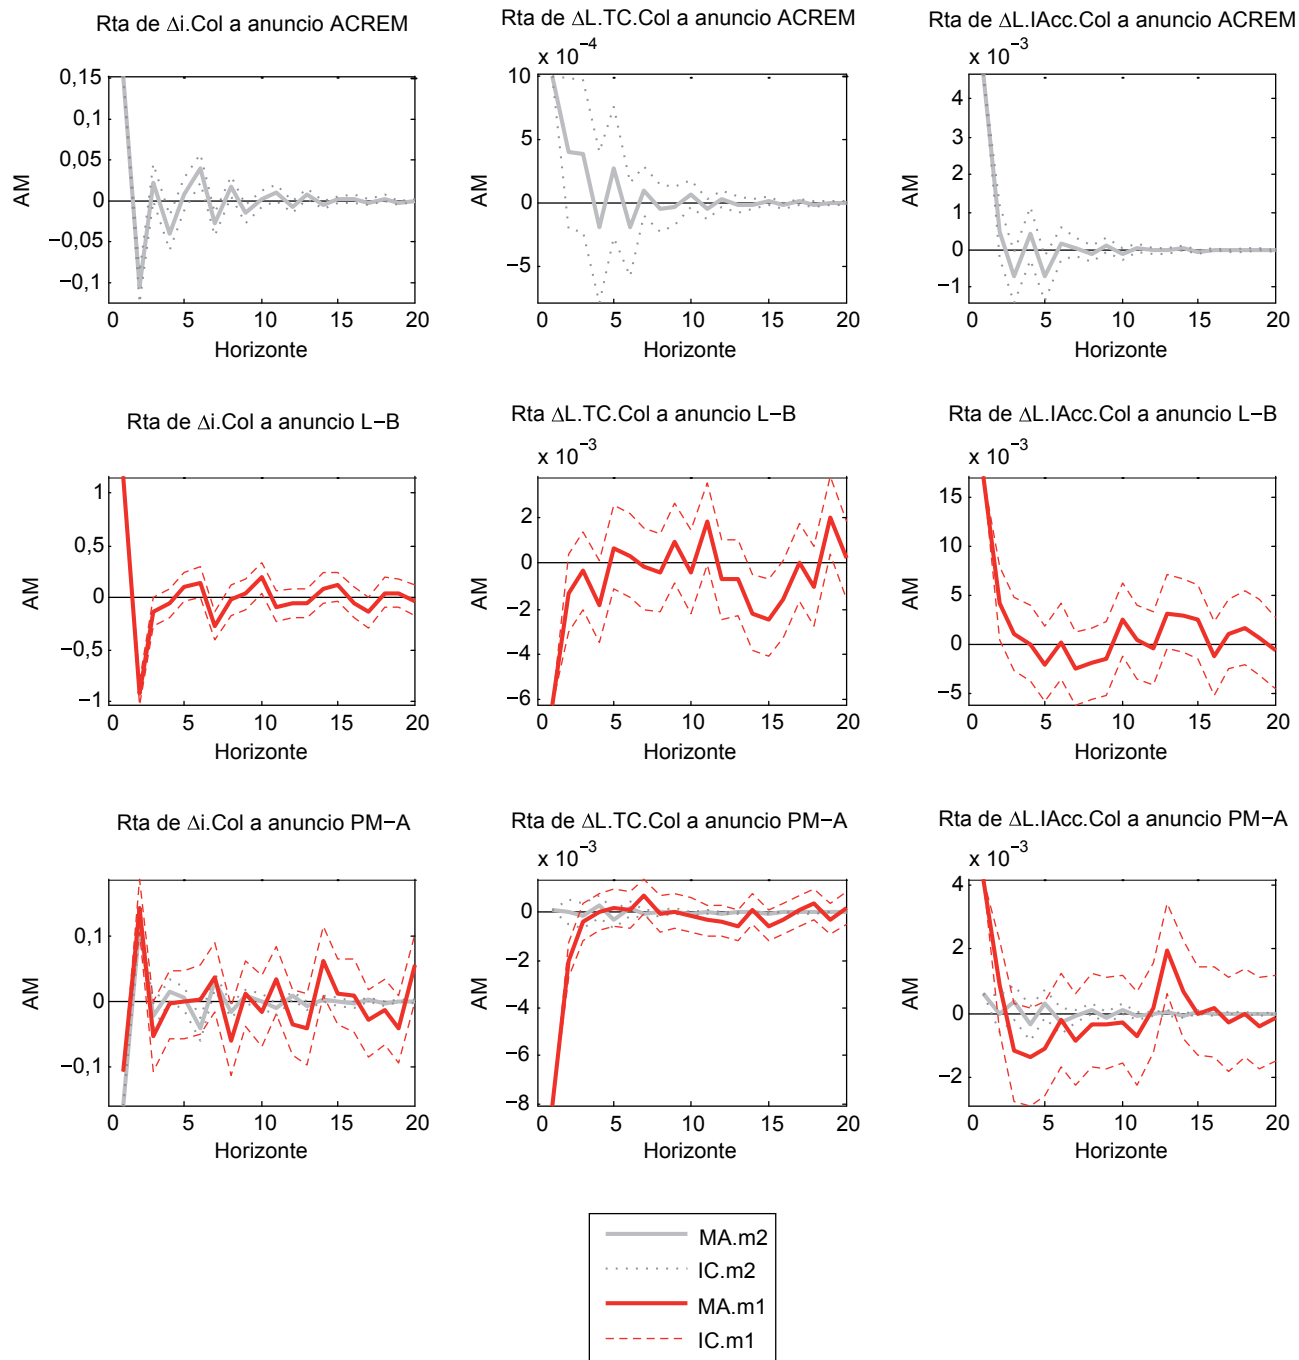 Rta de Δi.Col a anuncio ACREM
Rta de ΔL.TC.Col a anuncio ACREM
Rta de ΔL.IAcc.Col a anuncio ACREM
x 10⁻⁴
x 10⁻³
AM
0,15
0,1
0,05
0
−0,05
−0,1
0 5 10 15 20
Horizonte
AM
10
5
0
−5
0 5 10 15 20
Horizonte
AM
4
3
2
1
0
−1
0 5 10 15 20
Horizonte
Rta de Δi.Col a anuncio L−B
Rta ΔL.TC.Col a anuncio L−B
Rta de ΔL.IAcc.Col a anuncio L−B
x 10⁻³
x 10⁻³
AM
1
0,5
0
−0,5
−1
0 5 10 15 20
Horizonte
AM
2
0
−2
−4
−6
0 5 10 15 20
Horizonte
AM
15
10
5
0
−5
0 5 10 15 20
Horizonte
Rta de Δi.Col a anuncio PM−A
Rta de ΔL.TC.Col a anuncio PM−A
Rta de ΔL.IAcc.Col a anuncio PM−A
x 10⁻³
x 10⁻³
AM
0,1
0
−0,1
0 5 10 15 20
Horizonte
AM
0
−2
−4
−6
−8
0 5 10 15 20
Horizonte
AM
4
2
0
−2
0 5 10 15 20
Horizonte
MA.m2
IC.m2
MA.m1
IC.m1